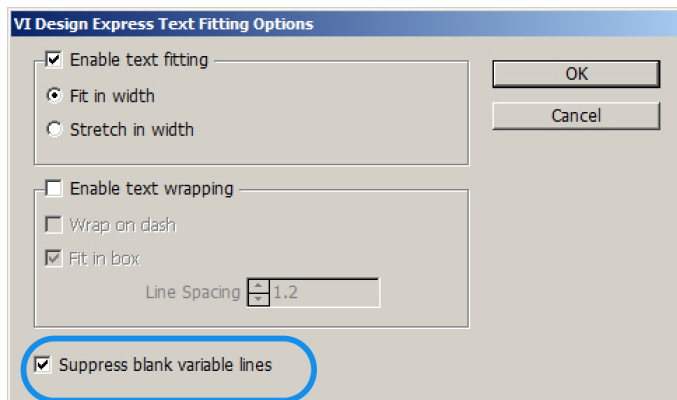 VI Design Express Text Fitting Options
Enable text fitting
Fit in width
Stretch in width
OK
Cancel
Enable text wrapping
Wrap on dash
Fit in box
Line Spacing 1.2
Suppress blank variable lines